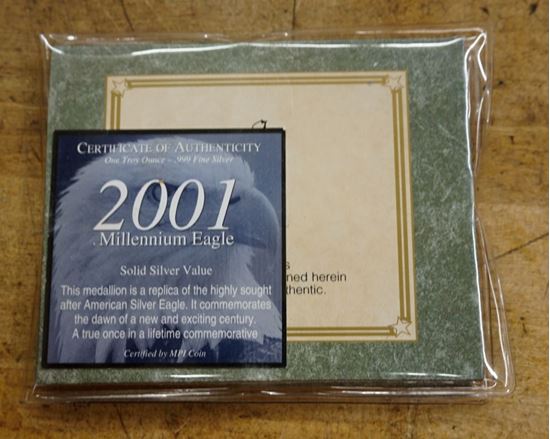 CERTIFICATE OF AUTHENTICITY
One Troy Ounce – .999 Fine Silver
2001
Millennium Eagle
Solid Silver Value
This medallion is a replica of the highly sought
after American Silver Eagle. It commemorates
the dawn of a new and exciting century.
A true once in a lifetime commemorative
Certified by MPI Coin
herein